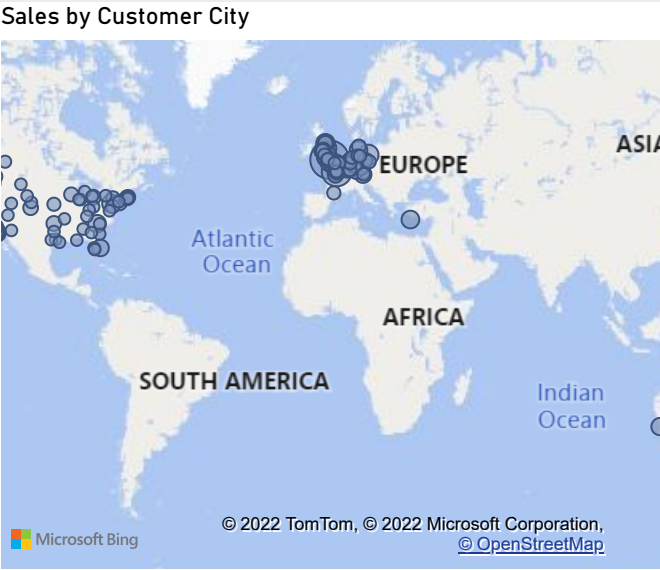 Sales by Customer City
ASIA
EUROPE
Atlantic
Ocean
AFRICA
SOUTH AMERICA
Indian
Ocean
© 2022 TomTom, © 2022 Microsoft Corporation,
Microsoft Bing
© OpenStreetMap